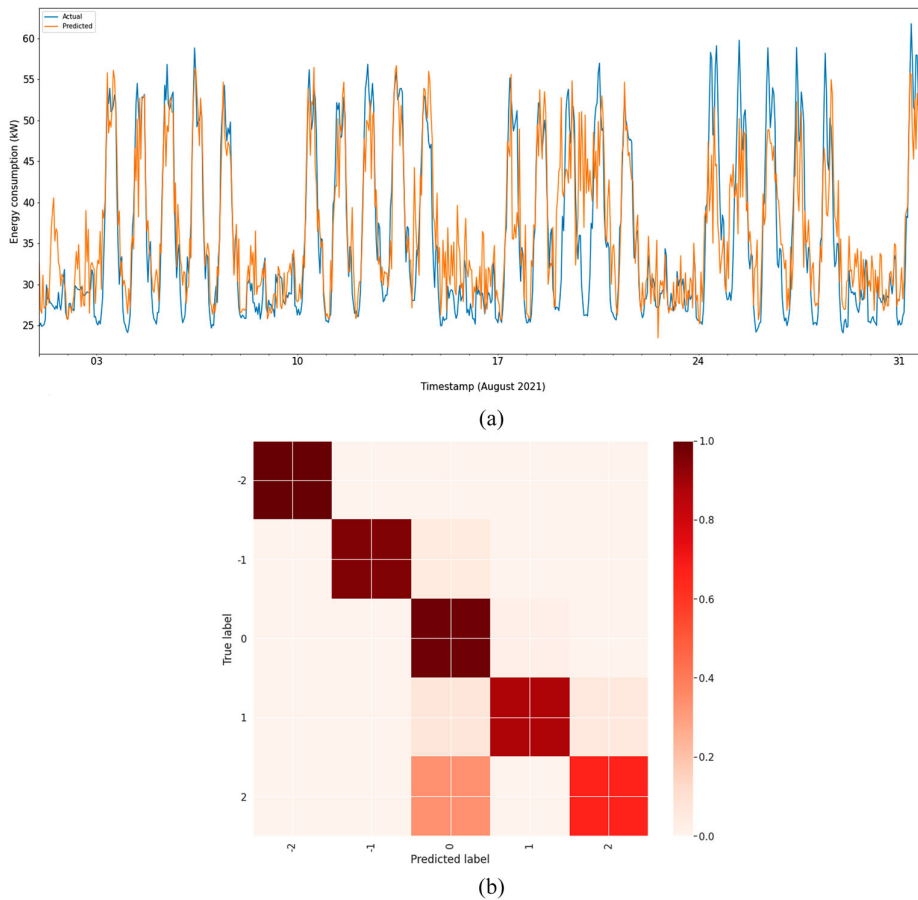 Actual
Predicted
60
55
50
45
40
35
30
25
Energy consumption (kW)
03 10 17 24 31
Timestamp (August 2021)
(a)
-2
-1
0
1
2
True label
-2 -1 0 1 2
Predicted label
1.0
0.8
0.6
0.4
0.2
0.0
(b)